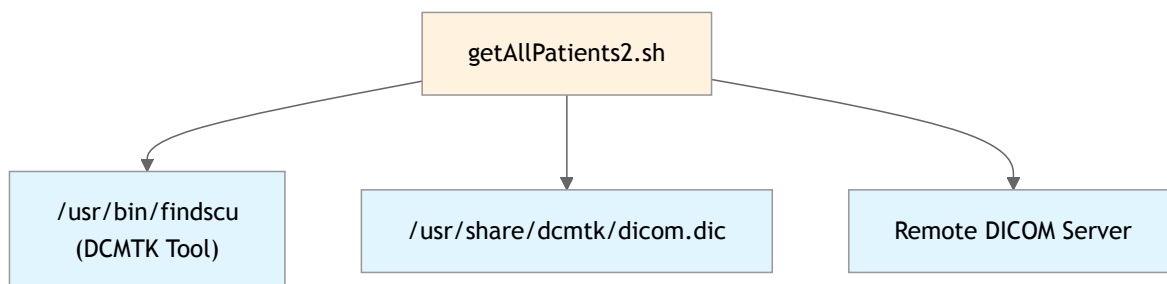 getAllPatients2.sh
/usr/bin/findscu
(DCMTK Tool)
/usr/share/dcmtk/dicom.dic
Remote DICOM Server